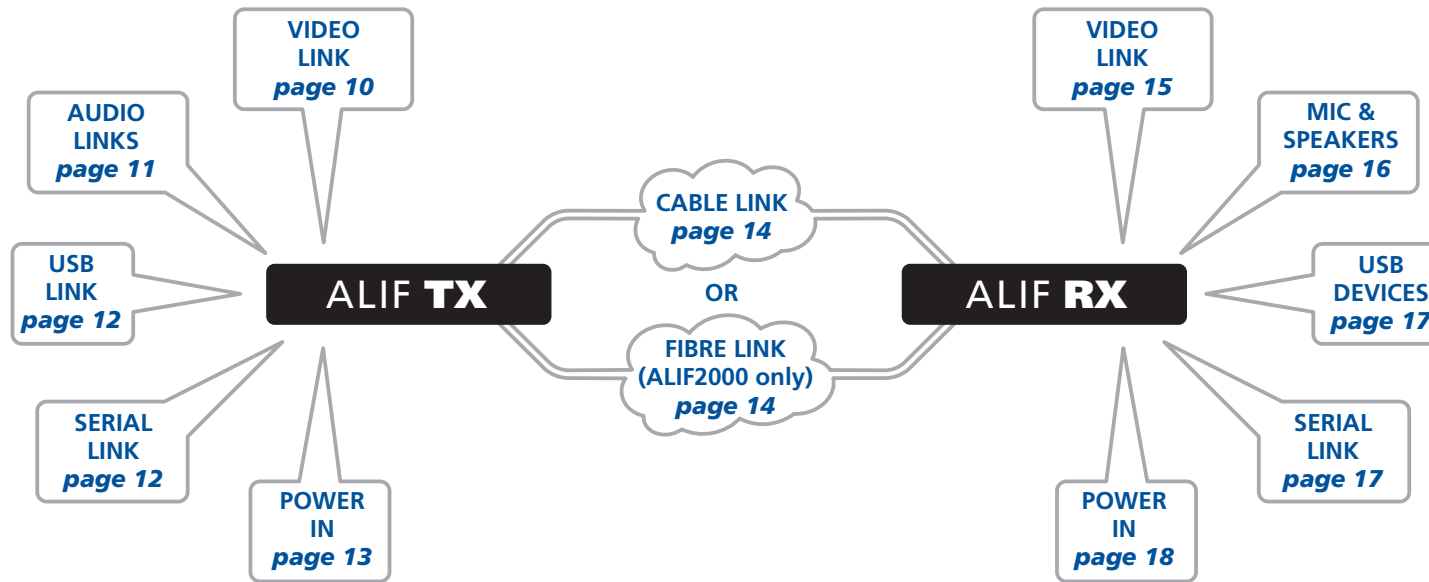 VIDEO
LINK
page 10
AUDIO
LINKS
page 11
USB
LINK
page 12
SERIAL
LINK
page 12
POWER
IN
page 13
ALIF TX
CABLE LINK
page 14
OR
FIBRE LINK
(ALIF2000 only)
page 14
ALIF RX
VIDEO
LINK
page 15
MIC &
SPEAKERS
page 16
USB
DEVICES
page 17
SERIAL
LINK
page 17
POWER
IN
page 18